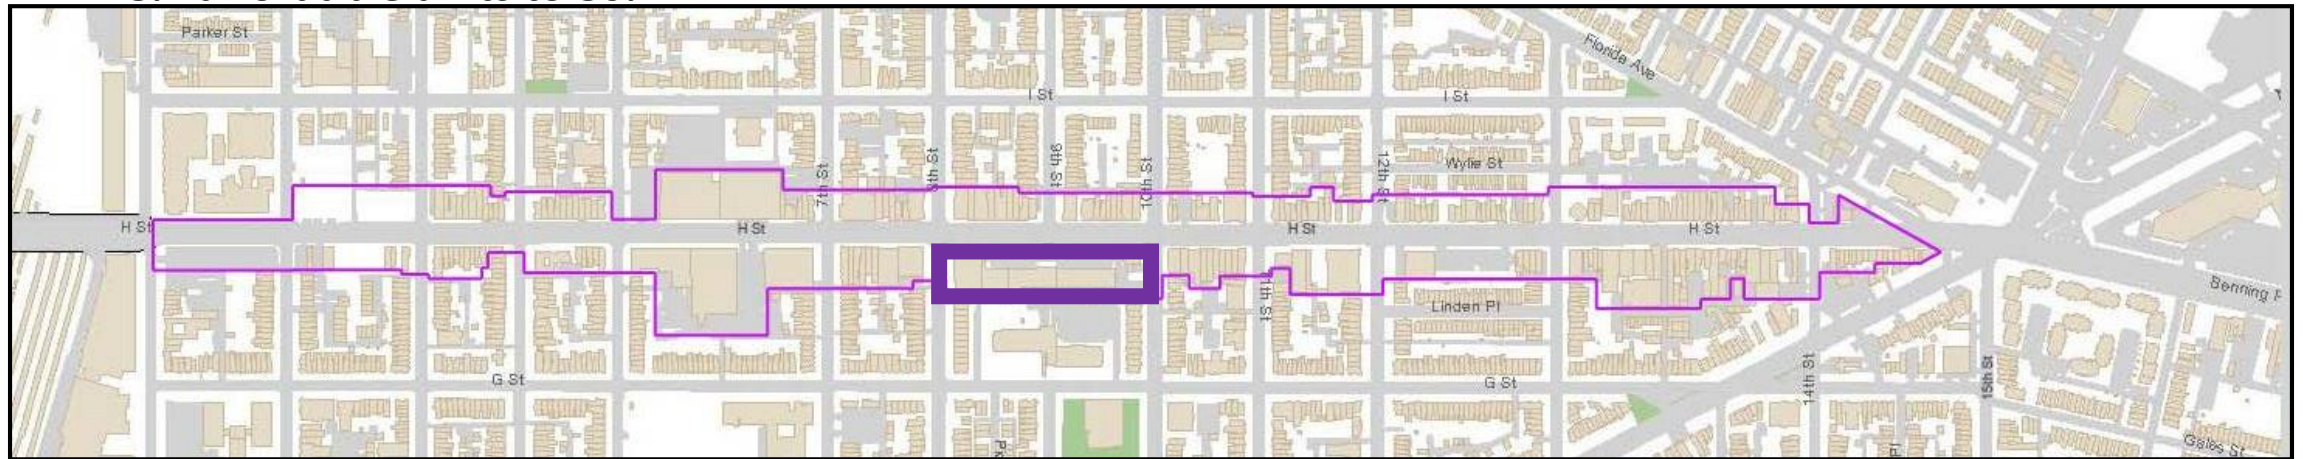 Parker St
Florida Ave
I St
I St
7th St
8th St
9th St
10th St
12th St
Wylie St
H St
H St
H St
H St
11th St
Linden Pl
Benning
G St
G St
14th St
15th St
Gales St